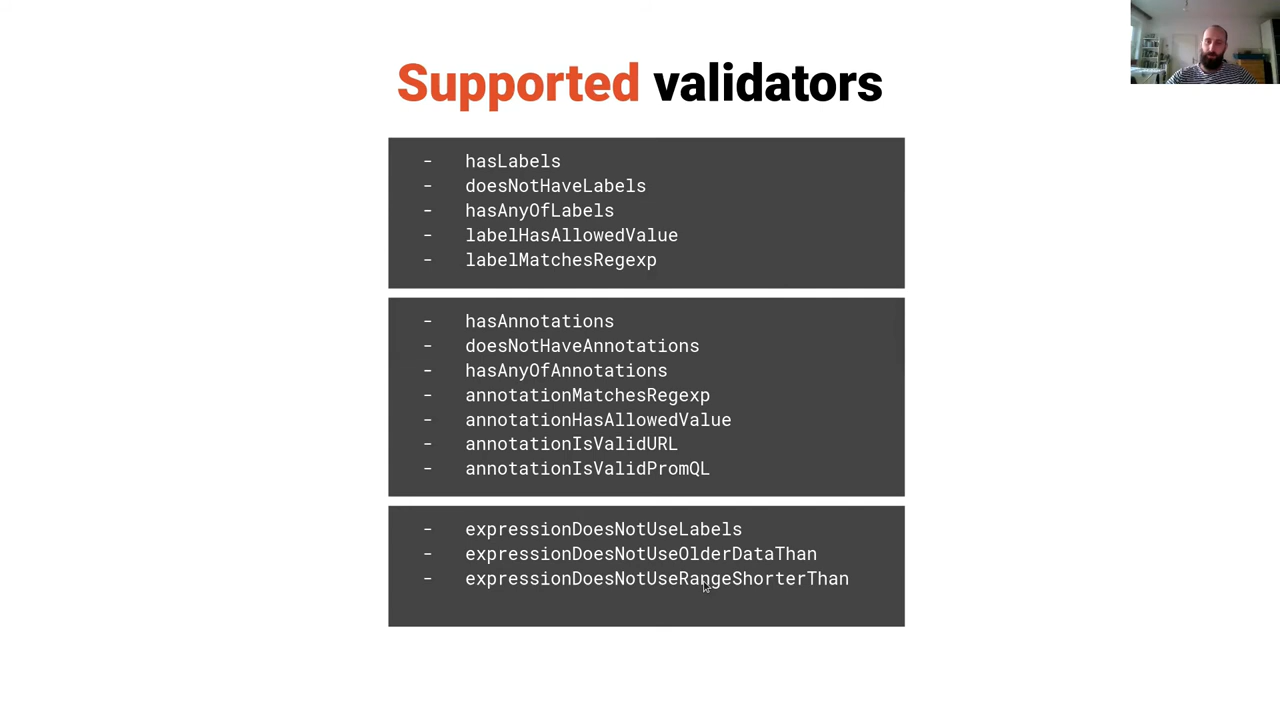 Supported validators
- hasLabels
- doesNotHaveLabels
- hasAnyOfLabels
- labelHasAllowedValue
- labelMatchesRegexp
- hasAnnotations
- doesNotHaveAnnotations
- hasAnyOfAnnotations
- annotationMatchesRegexp
- annotationHasAllowedValue
- annotationIsValidURL
- annotationIsValidPromQL
- expressionDoesNotUseLabels
- expressionDoesNotUseOlderDataThan
- expressionDoesNotUseRangeShorterThan